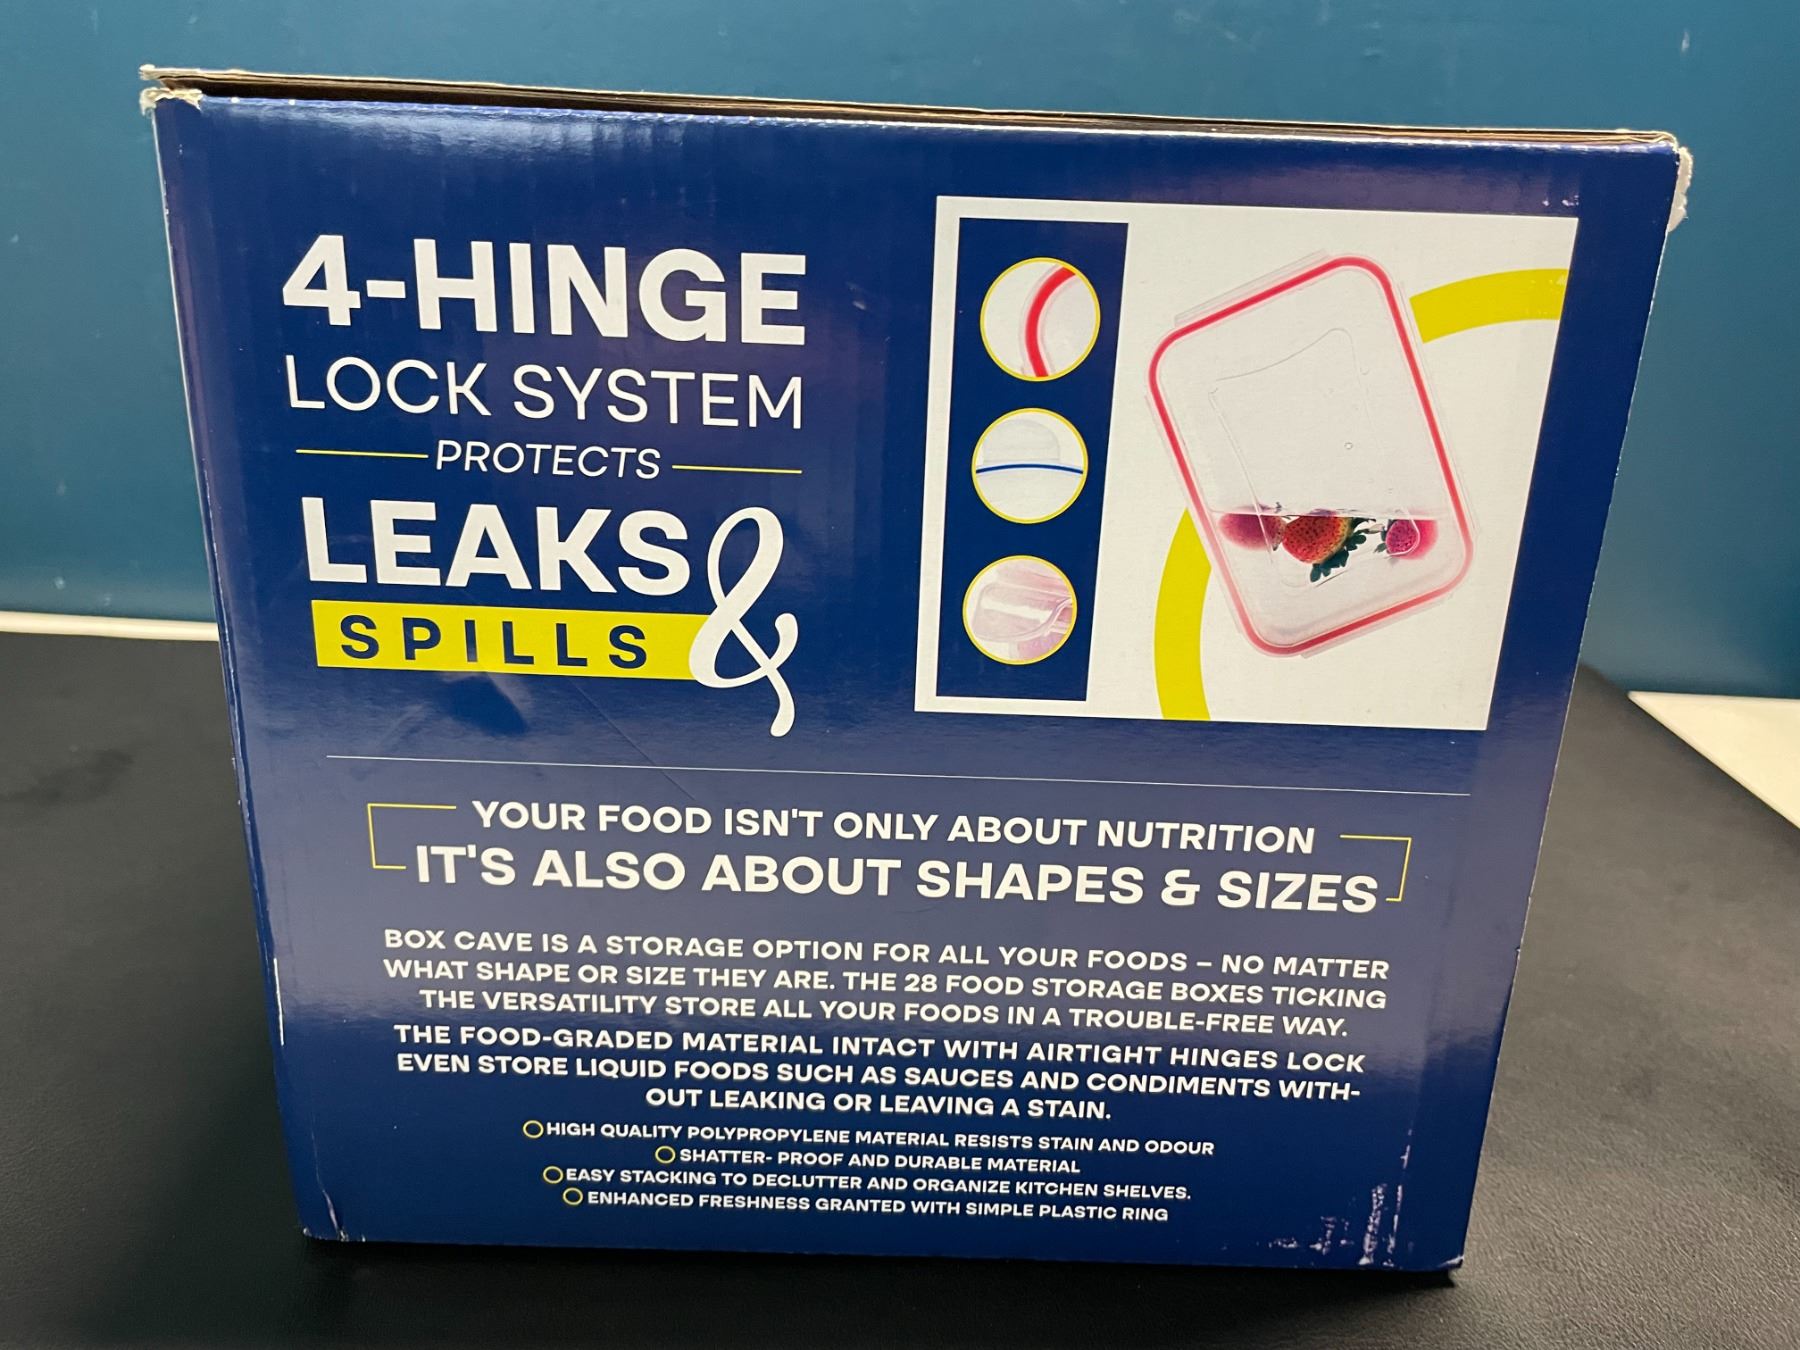 4-HINGE
LOCK SYSTEM
PROTECTS
LEAKS &
SPILLS
YOUR FOOD ISN'T ONLY ABOUT NUTRITION
IT'S ALSO ABOUT SHAPES & SIZES
BOX CAVE IS A STORAGE OPTION FOR ALL YOUR FOODS – NO MATTER
WHAT SHAPE OR SIZE THEY ARE. THE 28 FOOD STORAGE BOXES TICKING
THE VERSATILITY STORE ALL YOUR FOODS IN A TROUBLE-FREE WAY.
THE FOOD-GRADED MATERIAL INTACT WITH AIRTIGHT HINGES LOCK
EVEN STORE LIQUID FOODS SUCH AS SAUCES AND CONDIMENTS WITH-
OUT LEAKING OR LEAVING A STAIN.
HIGH QUALITY POLYPROPYLENE MATERIAL RESISTS STAIN AND ODOUR
SHATTER- PROOF AND DURABLE MATERIAL
EASY STACKING TO DECLUTTER AND ORGANIZE KITCHEN SHELVES.
ENHANCED FRESHNESS GRANTED WITH SIMPLE PLASTIC RING